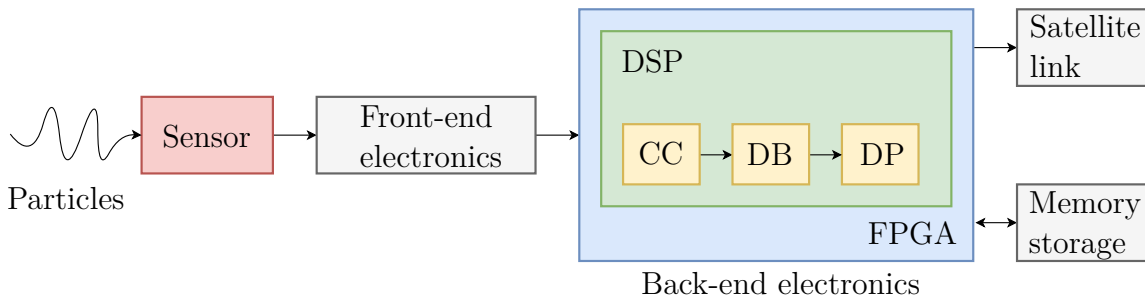 Particles
Sensor
Front-end
electronics
DSP
CC
DB
DP
FPGA
Back-end electronics
Satellite
link
Memory
storage